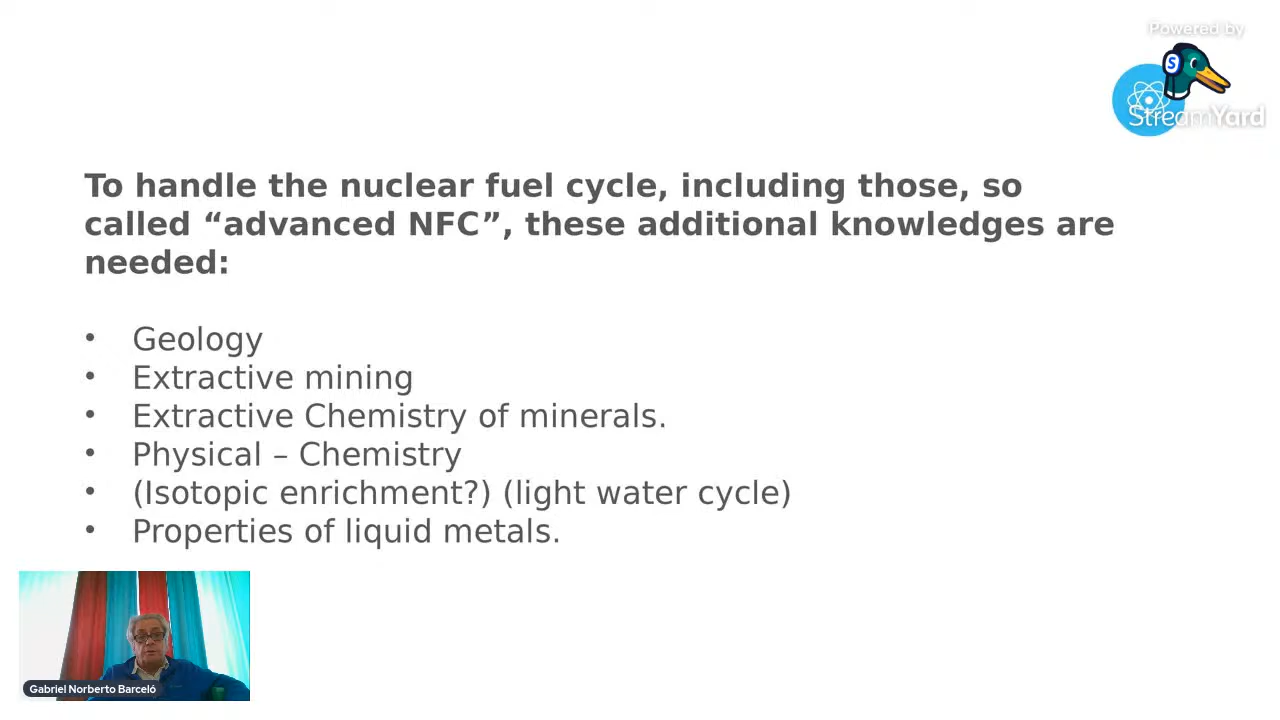 Powered by
S
StreamYard
To handle the nuclear fuel cycle, including those, so
called “advanced NFC”, these additional knowledges are
needed:
• Geology
• Extractive mining
• Extractive Chemistry of minerals.
• Physical – Chemistry
• (Isotopic enrichment?) (light water cycle)
• Properties of liquid metals.
Gabriel Norberto Barceló